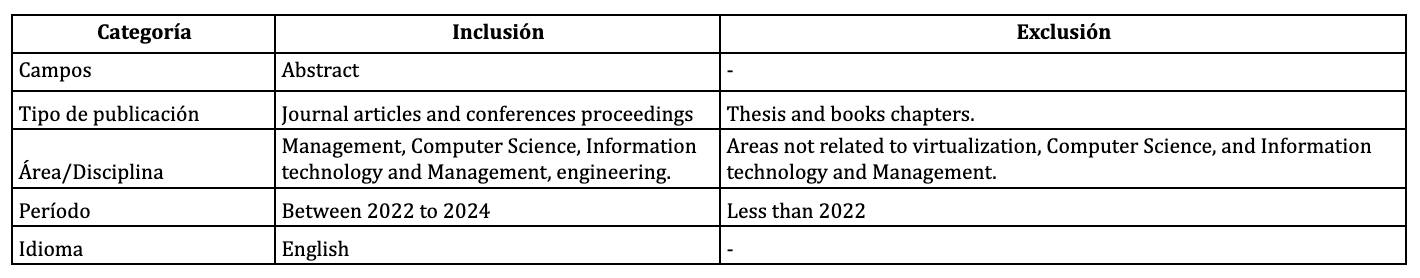 Categoría Inclusión Exclusión
Campos Abstract -
Tipo de publicación Journal articles and conferences proceedings Thesis and books chapters.
Área/Disciplina Management, Computer Science, Information technology and Management, engineering. Areas not related to virtualization, Computer Science, and Information technology and Management.
Período Between 2022 to 2024 Less than 2022
Idioma English -